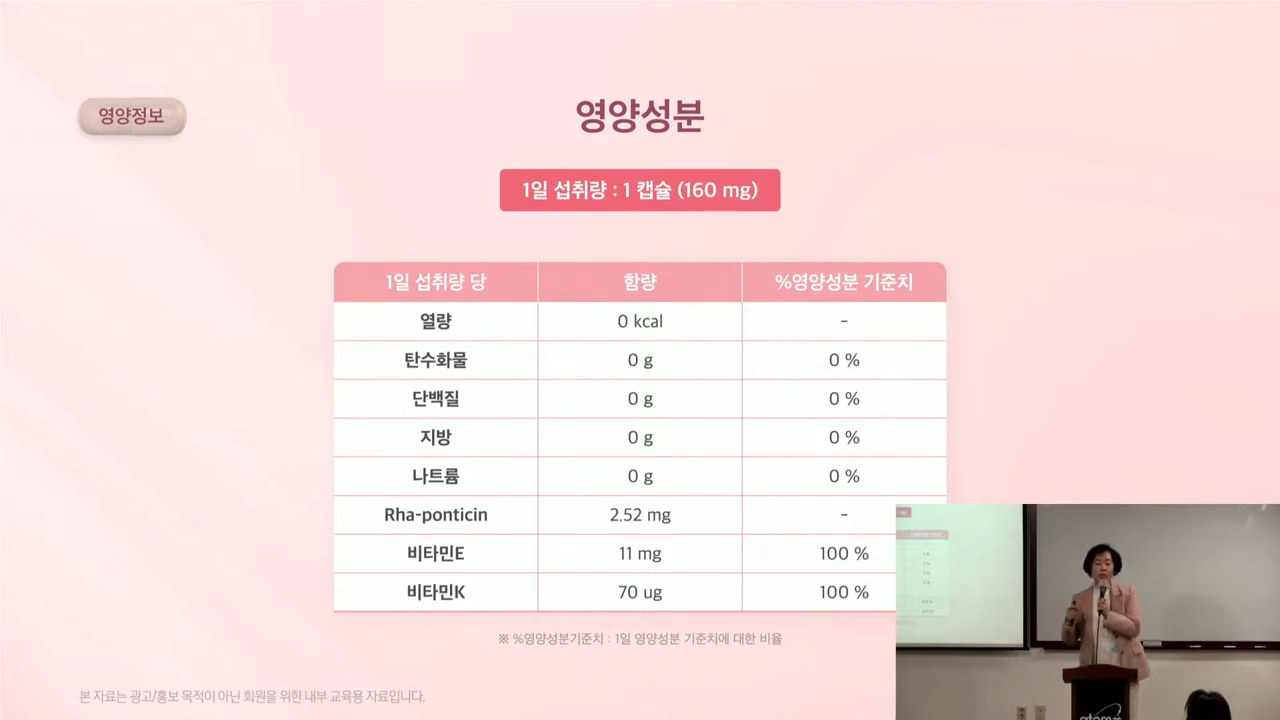 영양정보
영양성분
1일 섭취량 : 1 캡슐 (160 mg)
1일 섭취량 당 함량 %영양성분 기준치
열량 0 kcal -
탄수화물 0 g 0 %
단백질 0 g 0 %
지방 0 g 0 %
나트륨 0 g 0 %
Rha-ponticin 2.52 mg -
비타민E 11 mg 100 %
비타민K 70 ug 100 %
※ %영양성분기준치 : 1일 영양성분 기준치에 대한 비율
본 자료는 광고/홍보 목적이 아닌 회원을 위한 내부 교육용 자료입니다.